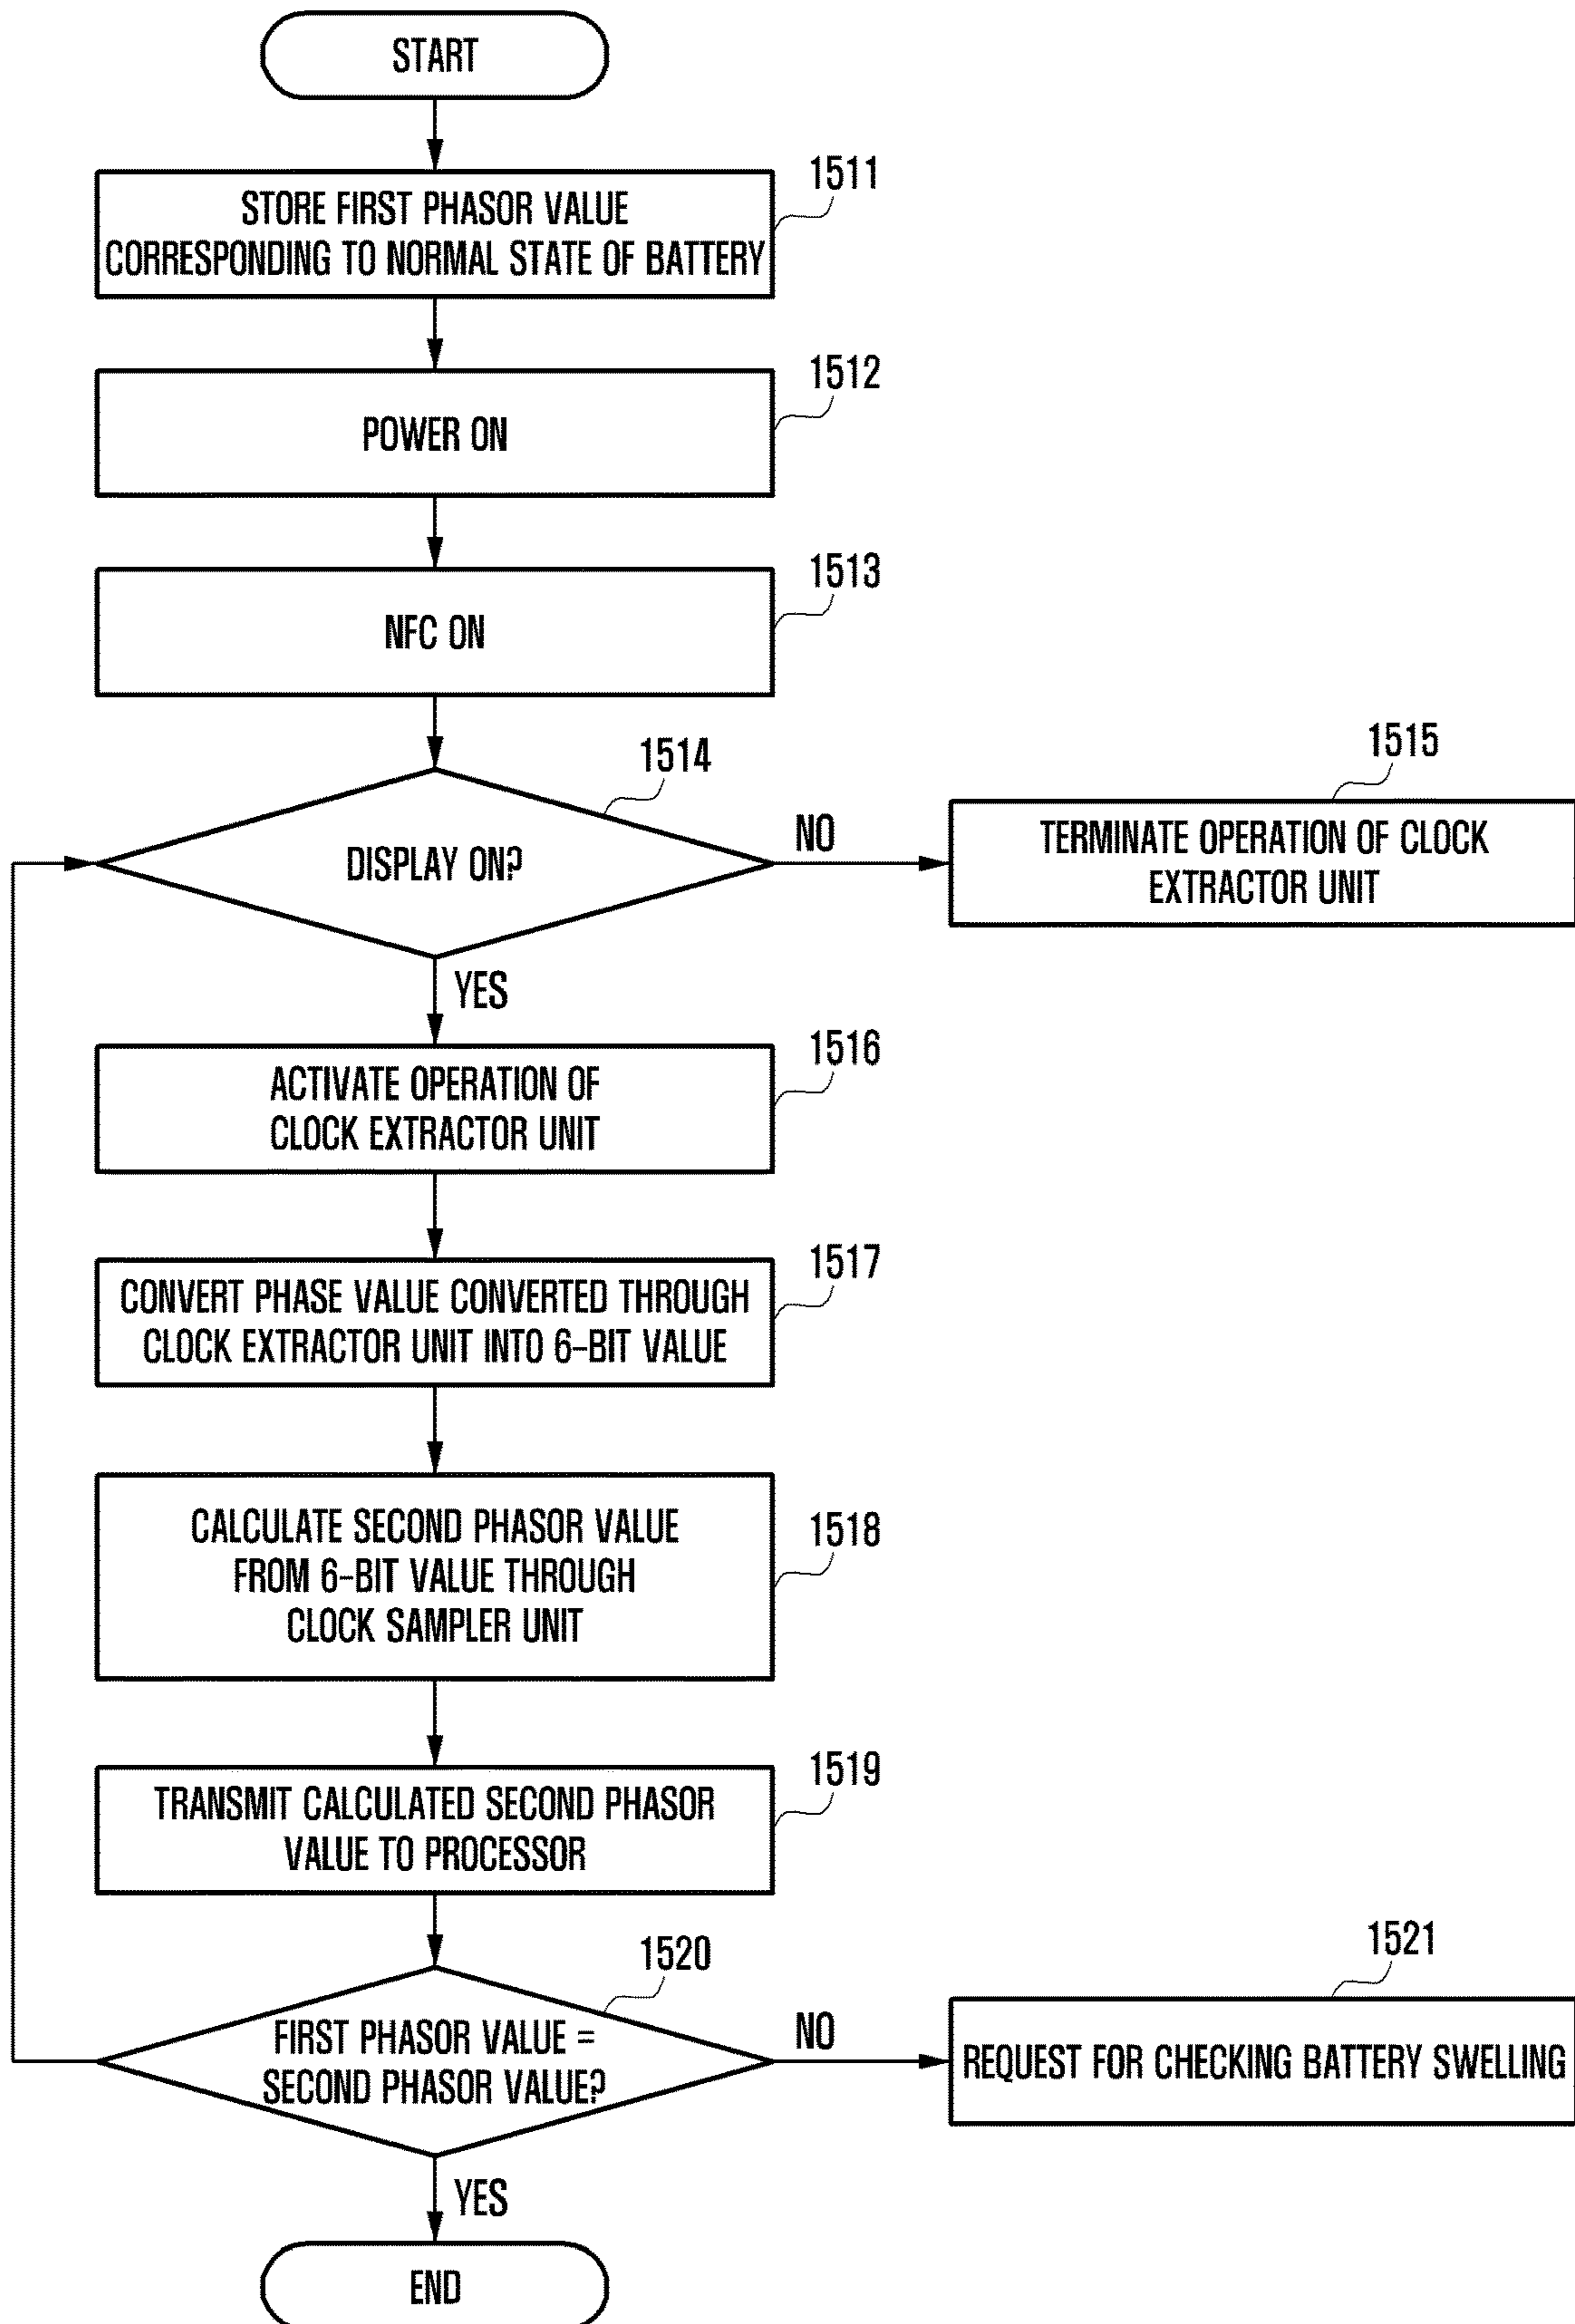 START
1511
STORE FIRST PHASOR VALUE
CORRESPONDING TO NORMAL STATE OF BATTERY
1512
POWER ON
1513
NFC ON
1514
DISPLAY ON?
NO
1515
TERMINATE OPERATION OF CLOCK
EXTRACTOR UNIT
YES
1516
ACTIVATE OPERATION OF
CLOCK EXTRACTOR UNIT
1517
CONVERT PHASE VALUE CONVERTED THROUGH
CLOCK EXTRACTOR UNIT INTO 6-BIT VALUE
1518
CALCULATE SECOND PHASOR VALUE
FROM 6-BIT VALUE THROUGH
CLOCK SAMPLER UNIT
1519
TRANSMIT CALCULATED SECOND PHASOR
VALUE TO PROCESSOR
1520
FIRST PHASOR VALUE =
SECOND PHASOR VALUE?
NO
1521
REQUEST FOR CHECKING BATTERY SWELLING
YES
END